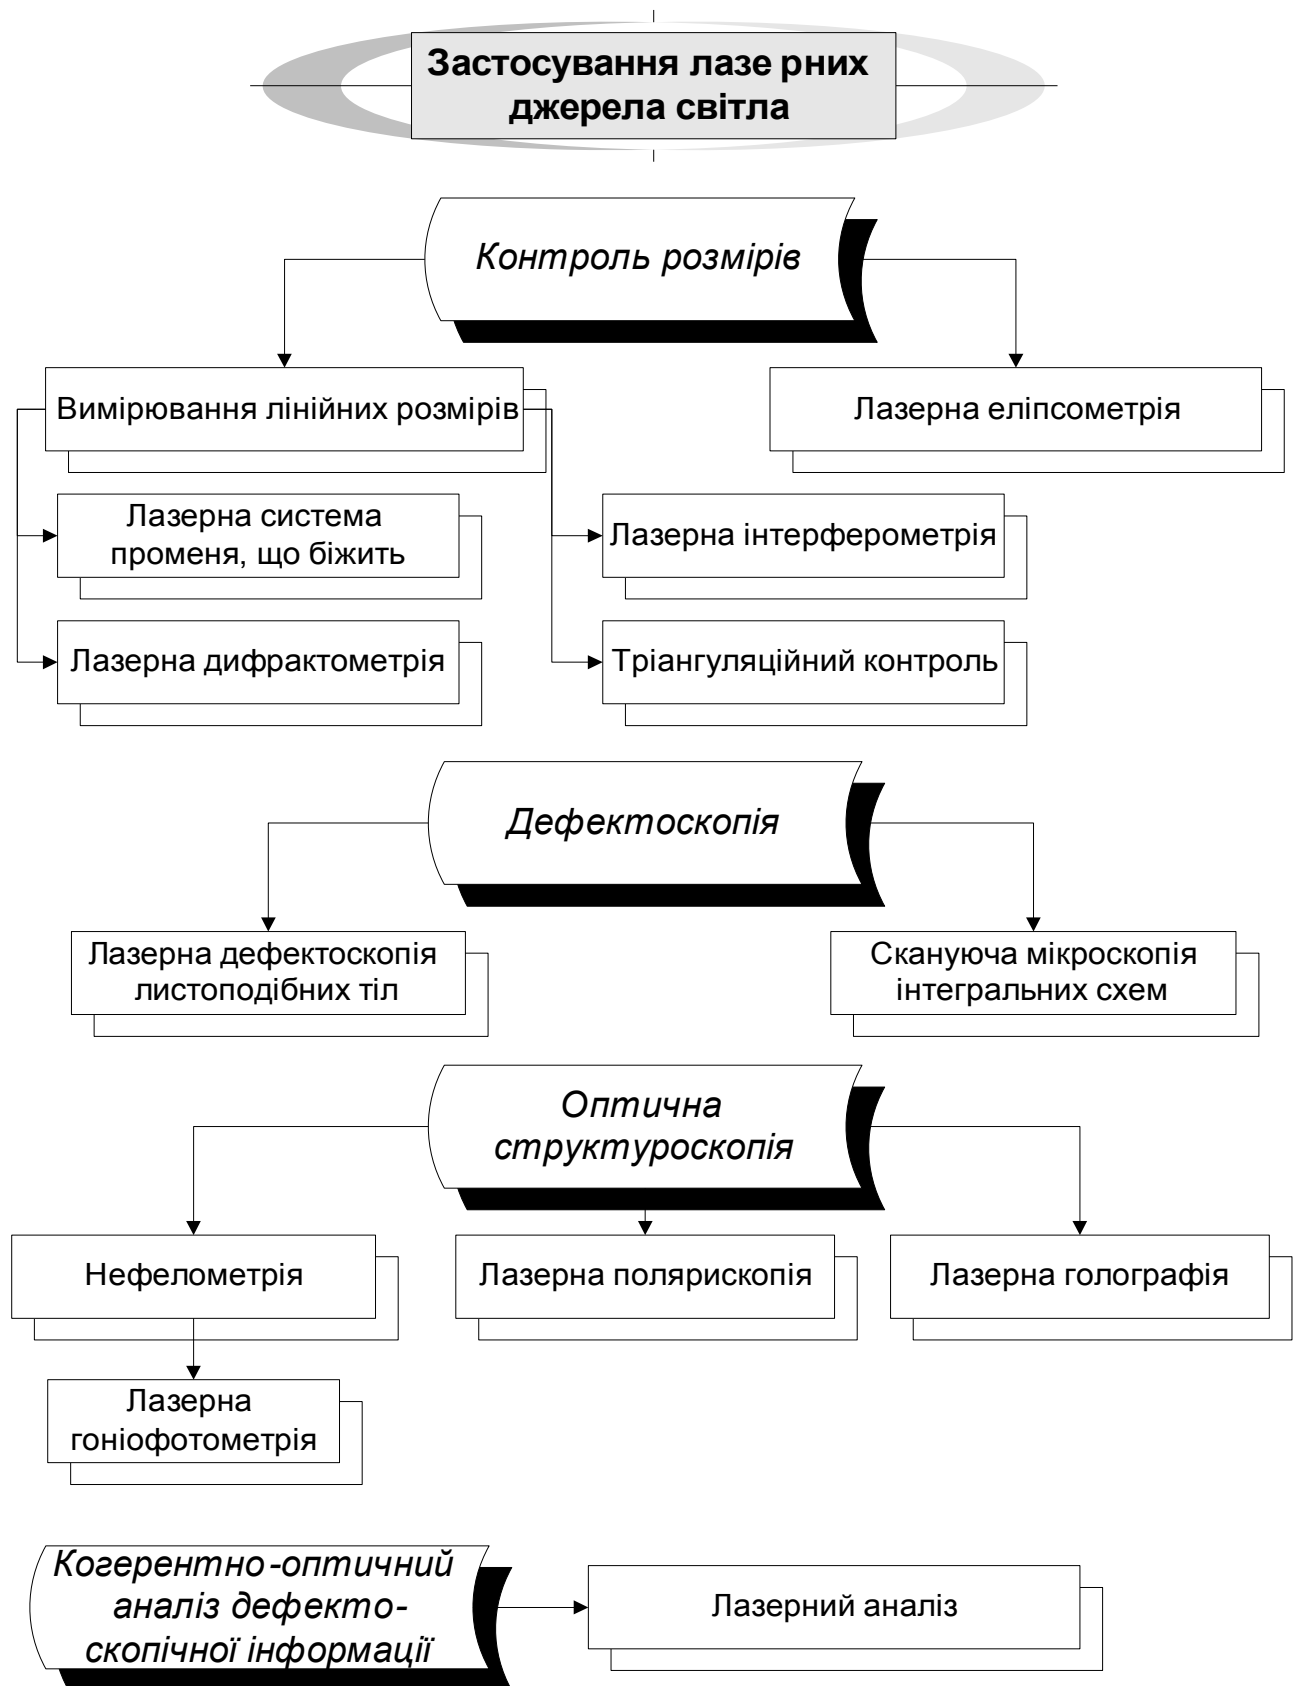 Застосування лазе рних
джерела світла
Контроль розмірів
Вимірювання лінійних розмірів
Лазерна еліпсометрія
Лазерна система
променя, що біжить
Лазерна інтерферометрія
Лазерна дифрактометрія
Тріангуляційний контроль
Дефектоскопія
Лазерна дефектоскопія
листоподібних тіл
Скануюча мікроскопія
інтегральних схем
Оптична
структуроскопія
Нефелометрія
Лазерна полярископія
Лазерна голографія
Лазерна
гоніофотометрія
Когерентно-оптичний
аналіз дефекто-
скопічної інформації
Лазерний аналіз